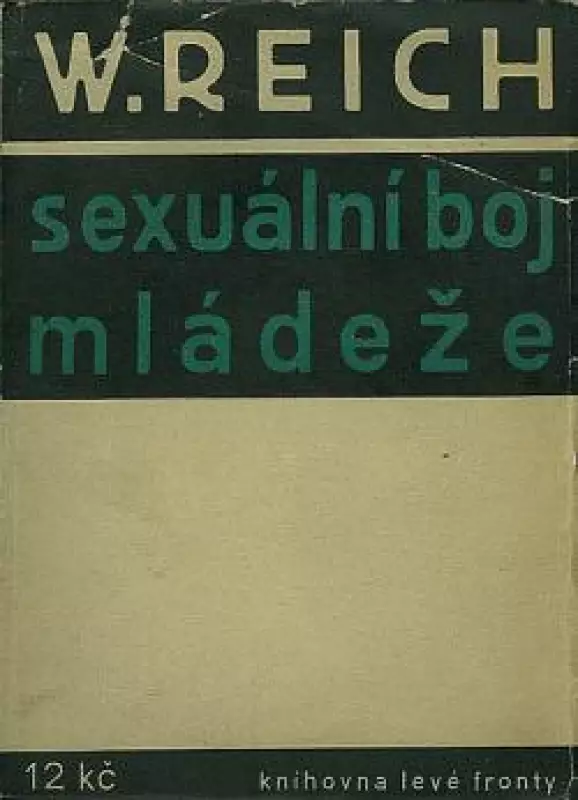 W. REICH
sexuální boj
mládeže
12 kč
knihovna levé fronty